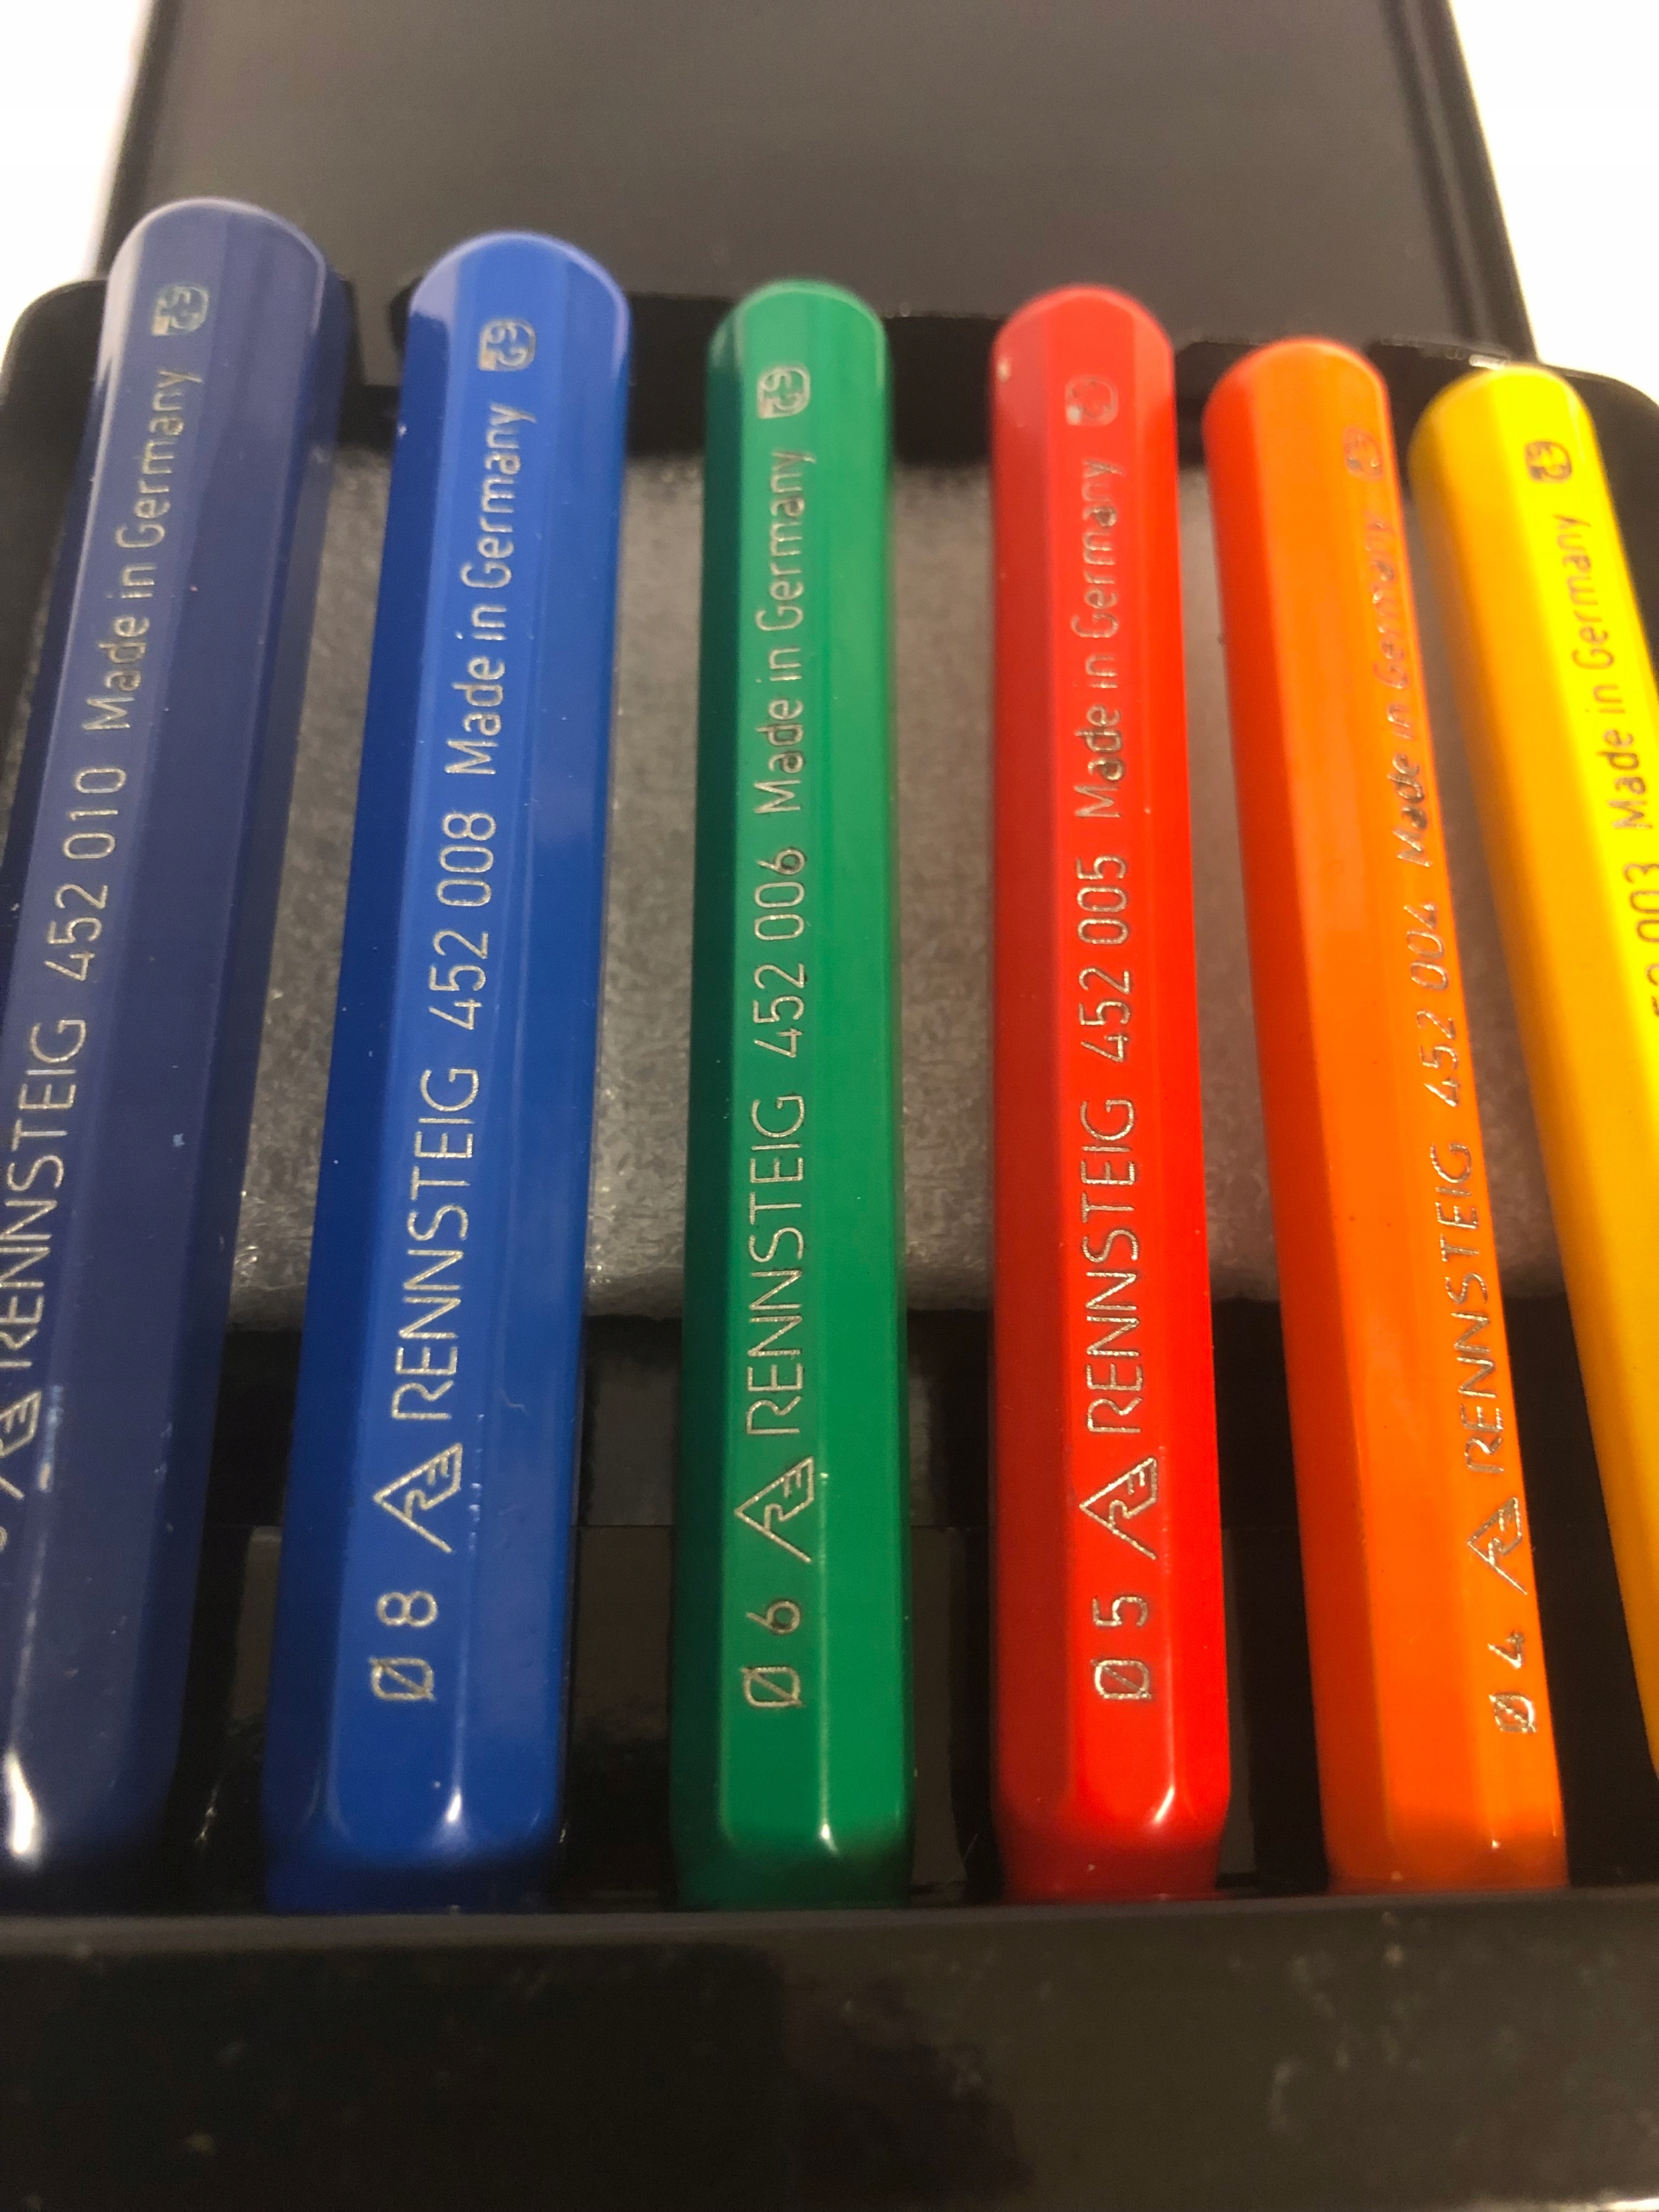 RENNSTEIG 452 010 Made in Germany
Ø 8 RENNSTEIG 452 008 Made in Germany
Ø 6 RENNSTEIG 452 006 Made in Germany
Ø 5 RENNSTEIG 452 005 Made in Germany
Ø 4 RENNSTEIG 452 004 Made in Germany
003 Made in Germany